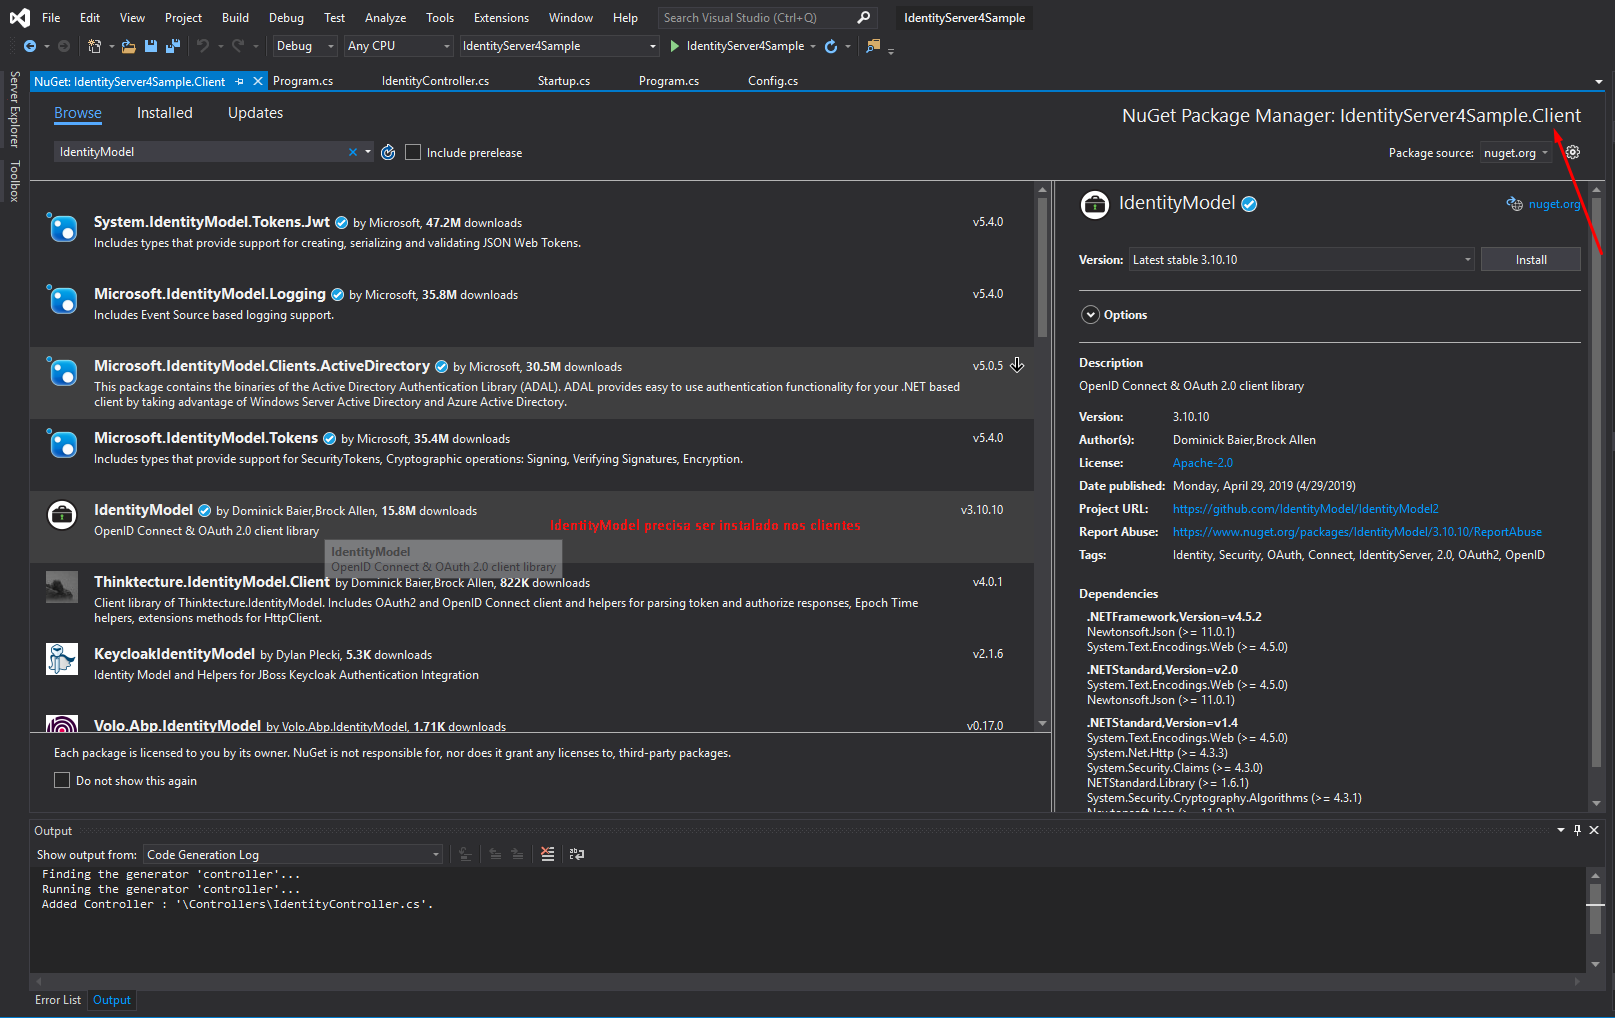 File Edit View Project Build Debug Test Analyze Tools Extensions Window Help Search Visual Studio (Ctrl+Q) IdentityServer4Sample
Debug Any CPU IdentityServer4Sample IdentityServer4Sample
Server Explorer
Toolbox
NuGet: IdentityServer4Sample.Client Program.cs IdentityController.cs Startup.cs Program.cs Config.cs
Browse Installed Updates
NuGet Package Manager: IdentityServer4Sample.Client
IdentityModel Include prerelease
Package source: nuget.org
System.IdentityModel.Tokens.Jwt by Microsoft, 47.2M downloads v5.4.0
Includes types that provide support for creating, serializing and validating JSON Web Tokens.
Microsoft.IdentityModel.Logging by Microsoft, 35.8M downloads v5.4.0
Includes Event Source based logging support.
Microsoft.IdentityModel.Clients.ActiveDirectory by Microsoft, 30.5M downloads v5.0.5
This package contains the binaries of the Active Directory Authentication Library (ADAL). ADAL provides easy to use authentication functionality for your .NET based
client by taking advantage of Windows Server Active Directory and Azure Active Directory.
Microsoft.IdentityModel.Tokens by Microsoft, 35.4M downloads v5.4.0
Includes types that provide support for SecurityTokens, Cryptographic operations: Signing, Verifying Signatures, Encryption.
IdentityModel by Dominick Baier,Brock Allen, 15.8M downloads v3.10.10
OpenID Connect & OAuth 2.0 client library
IdentityModel precisa ser instalado nos clientes
IdentityModel
OpenID Connect & OAuth 2.0 client library
Thinktecture.IdentityModel.Client by Dominick Baier,Brock Allen, 822K downloads v4.0.1
Client library of Thinktecture.IdentityModel. Includes OAuth2 and OpenID Connect client and helpers for parsing token and authorize responses, Epoch Time
helpers, extensions methods for HttpClient.
KeycloakIdentityModel by Dylan Plecki, 5.3K downloads v2.1.6
Identity Model and Helpers for JBoss Keycloak Authentication Integration
Volo.Abp.IdentityModel by Volo.Abp.IdentityModel, 1.71K downloads v0.17.0
Each package is licensed to you by its owner. NuGet is not responsible for, nor does it grant any licenses to, third-party packages.
Do not show this again
IdentityModel nuget.org
Version: Latest stable 3.10.10 Install
Options
Description
OpenID Connect & OAuth 2.0 client library
Version: 3.10.10
Author(s): Dominick Baier,Brock Allen
License: Apache-2.0
Date published: Monday, April 29, 2019 (4/29/2019)
Project URL: https://github.com/IdentityModel/IdentityModel2
Report Abuse: https://www.nuget.org/packages/IdentityModel/3.10.10/ReportAbuse
Tags: Identity, Security, OAuth, Connect, IdentityServer, 2.0, OAuth2, OpenID
Dependencies
.NETFramework,Version=v4.5.2
Newtonsoft.Json (>= 11.0.1)
System.Text.Encodings.Web (>= 4.5.0)
.NETStandard,Version=v2.0
System.Text.Encodings.Web (>= 4.5.0)
Newtonsoft.Json (>= 11.0.1)
.NETStandard,Version=v1.4
System.Text.Encodings.Web (>= 4.5.0)
System.Net.Http (>= 4.3.3)
System.Security.Claims (>= 4.3.0)
NETStandard.Library (>= 1.6.1)
System.Security.Cryptography.Algorithms (>= 4.3.1)
Newtonsoft.Json (>= 11.0.1)
Output
Show output from: Code Generation Log
Finding the generator 'controller'...
Running the generator 'controller'...
Added Controller : '\Controllers\IdentityController.cs'.
Error List Output